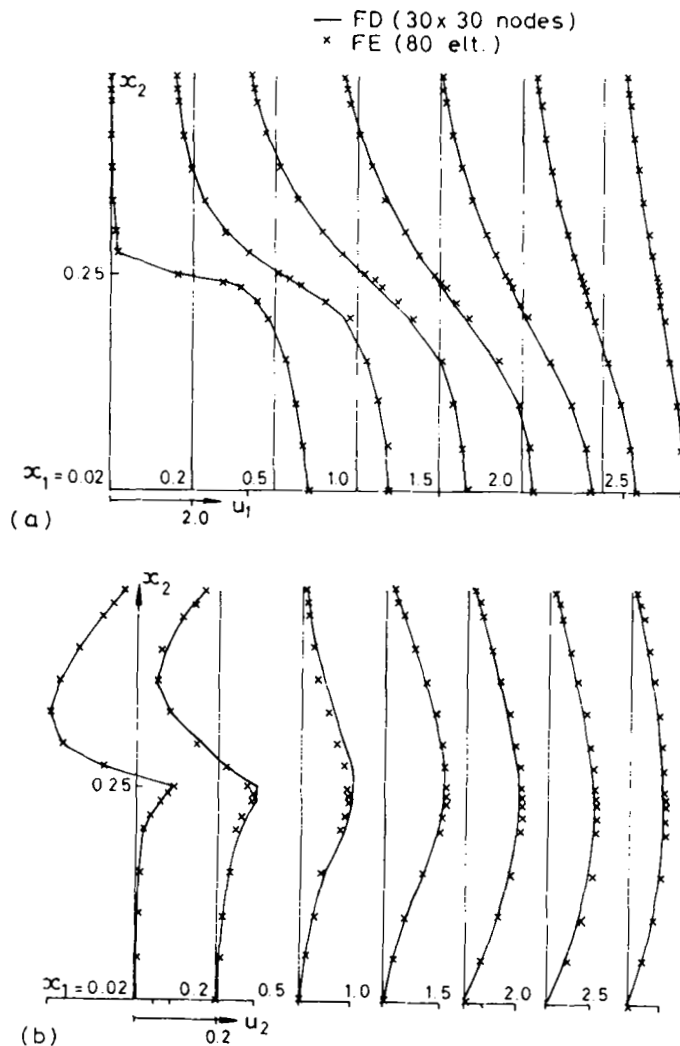 — FD (30 x 30 nodes)
× FE (80 elt.)
x₂
0.25
x₁ = 0.02 0.2 0.5 1.0 1.5 2.0 2.5
2.0 u₁
(a)
x₂
0.25
x₁ = 0.02 0.2 0.5 1.0 1.5 2.0 2.5
0.2 u₂
(b)